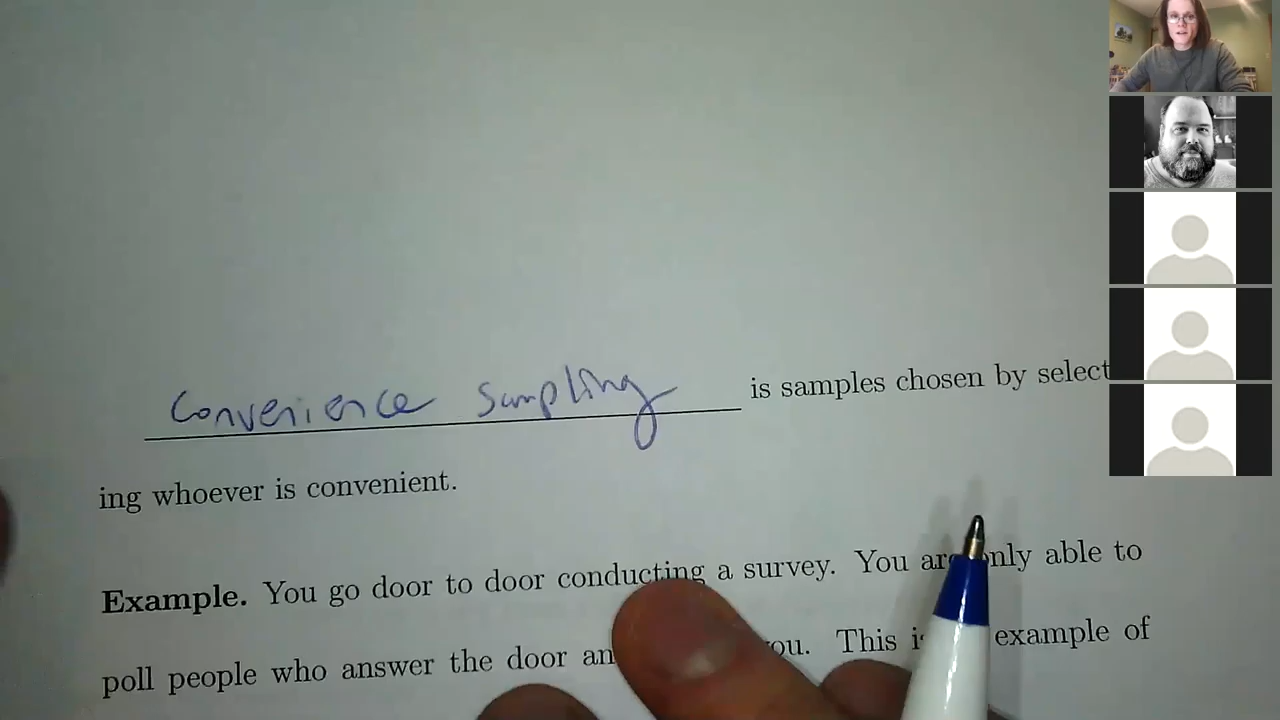 Convenience Sampling is samples chosen by select
ing whoever is convenient.
Example. You go door to door conducting a survey. You are only able to
poll people who answer the door you. This example of